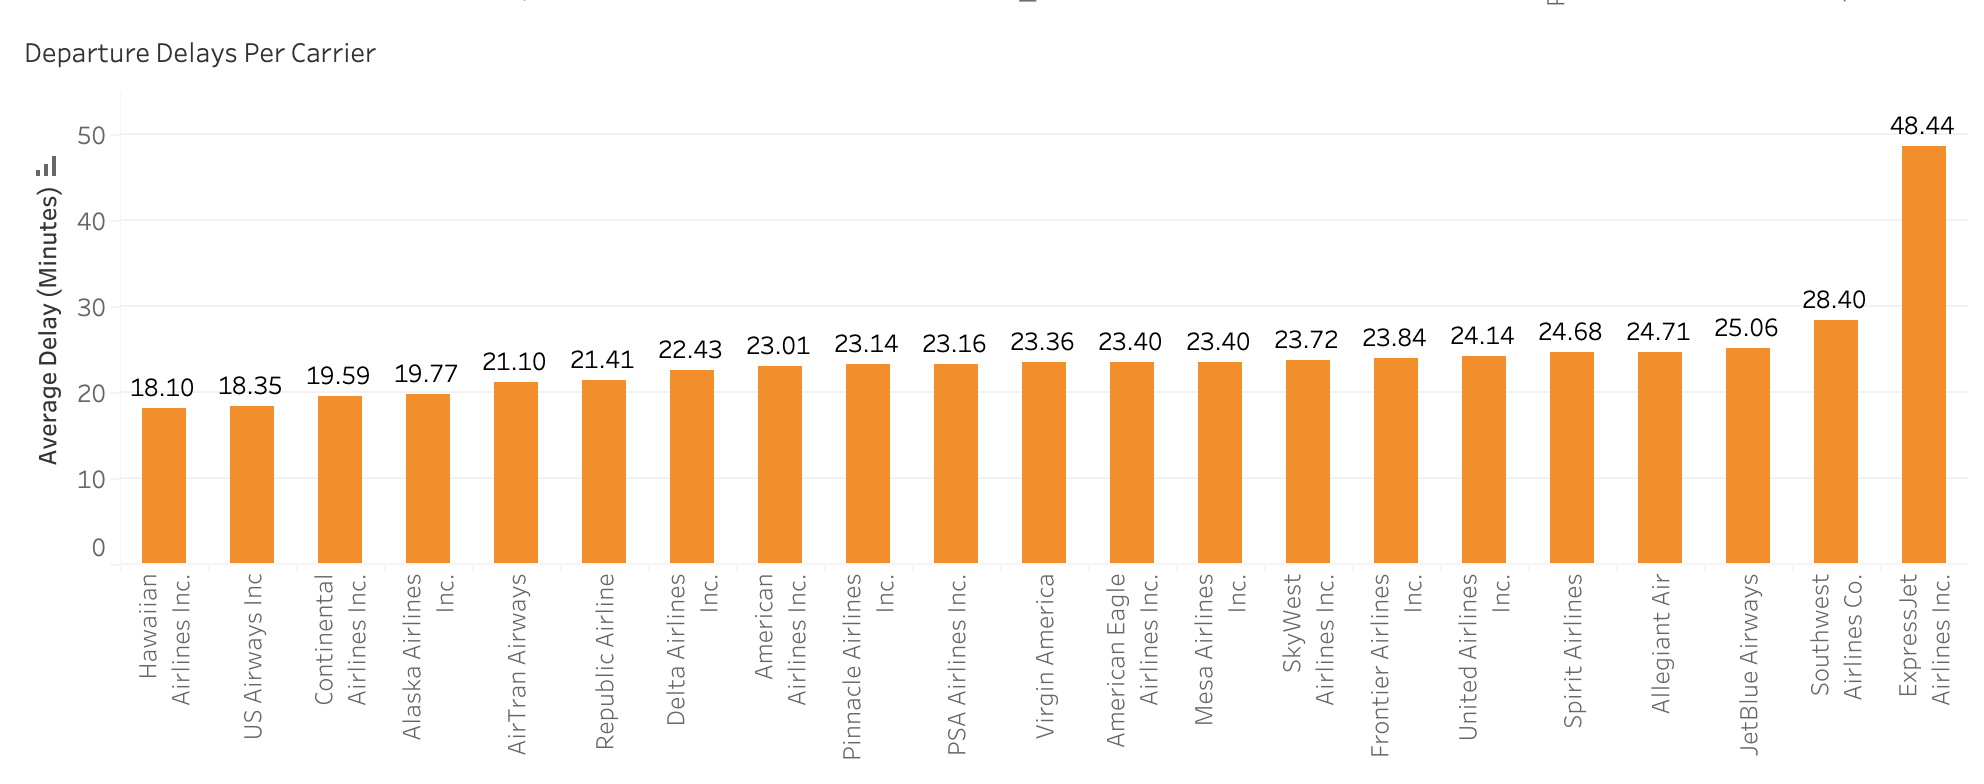 Departure Delays Per Carrier
Average Delay (Minutes)
50
40
30
20
10
0
18.10
18.35
19.59
19.77
21.10
21.41
22.43
23.01
23.14
23.16
23.36
23.40
23.40
23.72
23.84
24.14
24.68
24.71
25.06
28.40
48.44
Hawaiian
Airlines Inc.
US Airways Inc
Continental
Airlines Inc.
Alaska Airlines
Inc.
AirTran Airways
Republic Airline
Delta Airlines
Inc.
American
Airlines Inc.
Pinnacle Airlines
Inc.
PSA Airlines Inc.
Virgin America
American Eagle
Airlines Inc.
Mesa Airlines
Inc.
SkyWest
Airlines Inc.
Frontier Airlines
Inc.
United Airlines
Inc.
Spirit Airlines
Allegiant Air
JetBlue Airways
Southwest
Airlines Co.
ExpressJet
Airlines Inc.